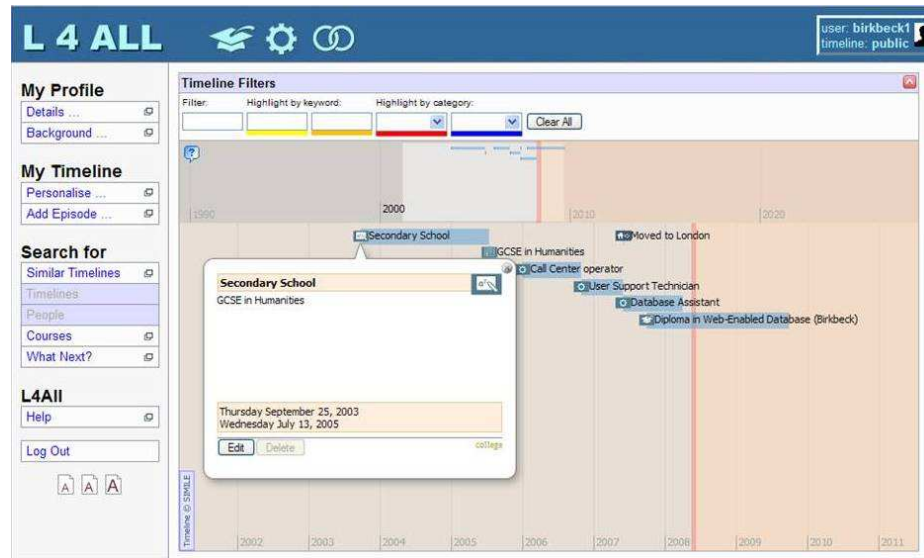 L 4 ALL
user: birkbeck1
timeline: public
My Profile
Details ...
Background ...
My Timeline
Personalise ...
Add Episode ...
Search for
Similar Timelines
Timelines
People
Courses
What Next?
L4All
Help
Log Out
A A A
Timeline Filters
Filter: Highlight by keyword: Highlight by category:
Clear All
1990 2000 2010 2020
Secondary School
Moved to London
GCSE in Humanities
Call Center operator
User Support Technician
Database Assistant
Diploma in Web-Enabled Database (Birkbeck)
Secondary School
GCSE in Humanities
Thursday September 25, 2003
Wednesday July 13, 2005
Edit Delete college
Timeline © SIMILE
2002 2003 2004 2005 2006 2007 2008 2009 2010 2011